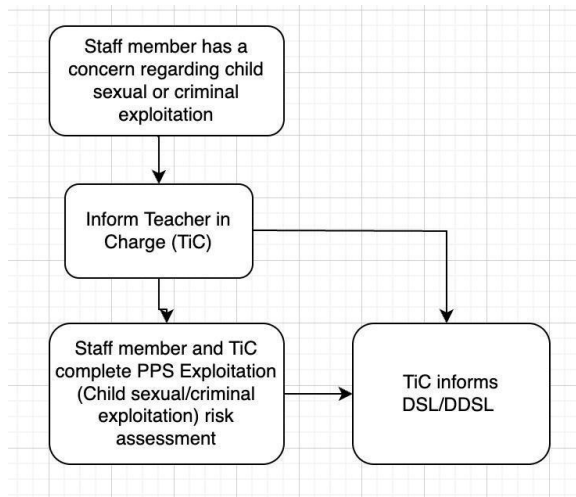 Staff member has a
concern regarding child
sexual or criminal
exploitation
Inform Teacher in
Charge (TiC)
Staff member and TiC
complete PPS Exploitation
(Child sexual/criminal
exploitation) risk
assessment
TiC informs
DSL/DDSL